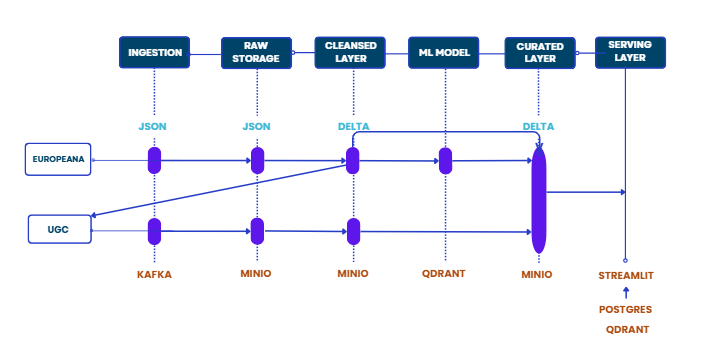 INGESTION
RAW
STORAGE
CLEANSED
LAYER
ML MODEL
CURATED
LAYER
SERVING
LAYER
JSON
JSON
DELTA
DELTA
EUROPEANA
UGC
KAFKA
MINIO
MINIO
QDRANT
MINIO
STREAMLIT
POSTGRES
QDRANT